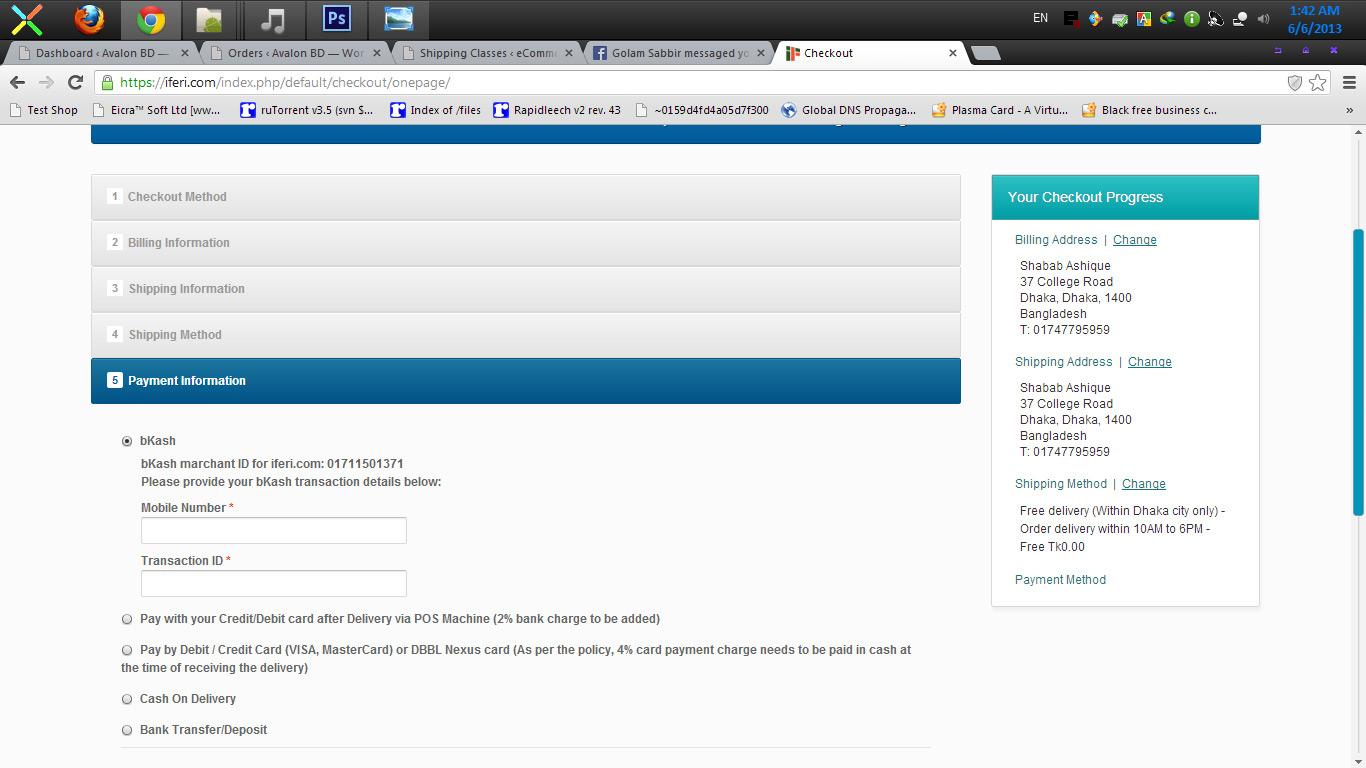 EN
1:42 AM
6/6/2013
Dashboard ‹ Avalon BD —
Orders ‹ Avalon BD — Wor
Shipping Classes ‹ eComm
Golam Sabbir messaged yo
Checkout
https://iferi.com/index.php/default/checkout/onepage/
Test Shop
Eicra™ Soft Ltd [ww...
ruTorrent v3.5 (svn $...
Index of /files
Rapidleech v2 rev. 43
~0159d4fd4a05d7f300
Global DNS Propaga...
Plasma Card - A Virtu...
Black free business c...
»
1 Checkout Method
2 Billing Information
3 Shipping Information
4 Shipping Method
5 Payment Information
bKash
bKash marchant ID for iferi.com: 01711501371
Please provide your bKash transaction details below:
Mobile Number *
Transaction ID *
Pay with your Credit/Debit card after Delivery via POS Machine (2% bank charge to be added)
Pay by Debit / Credit Card (VISA, MasterCard) or DBBL Nexus card (As per the policy, 4% card payment charge needs to be paid in cash at
the time of receiving the delivery)
Cash On Delivery
Bank Transfer/Deposit
Your Checkout Progress
Billing Address | Change
Shabab Ashique
37 College Road
Dhaka, Dhaka, 1400
Bangladesh
T: 01747795959
Shipping Address | Change
Shabab Ashique
37 College Road
Dhaka, Dhaka, 1400
Bangladesh
T: 01747795959
Shipping Method | Change
Free delivery (Within Dhaka city only) -
Order delivery within 10AM to 6PM -
Free Tk0.00
Payment Method
Ps